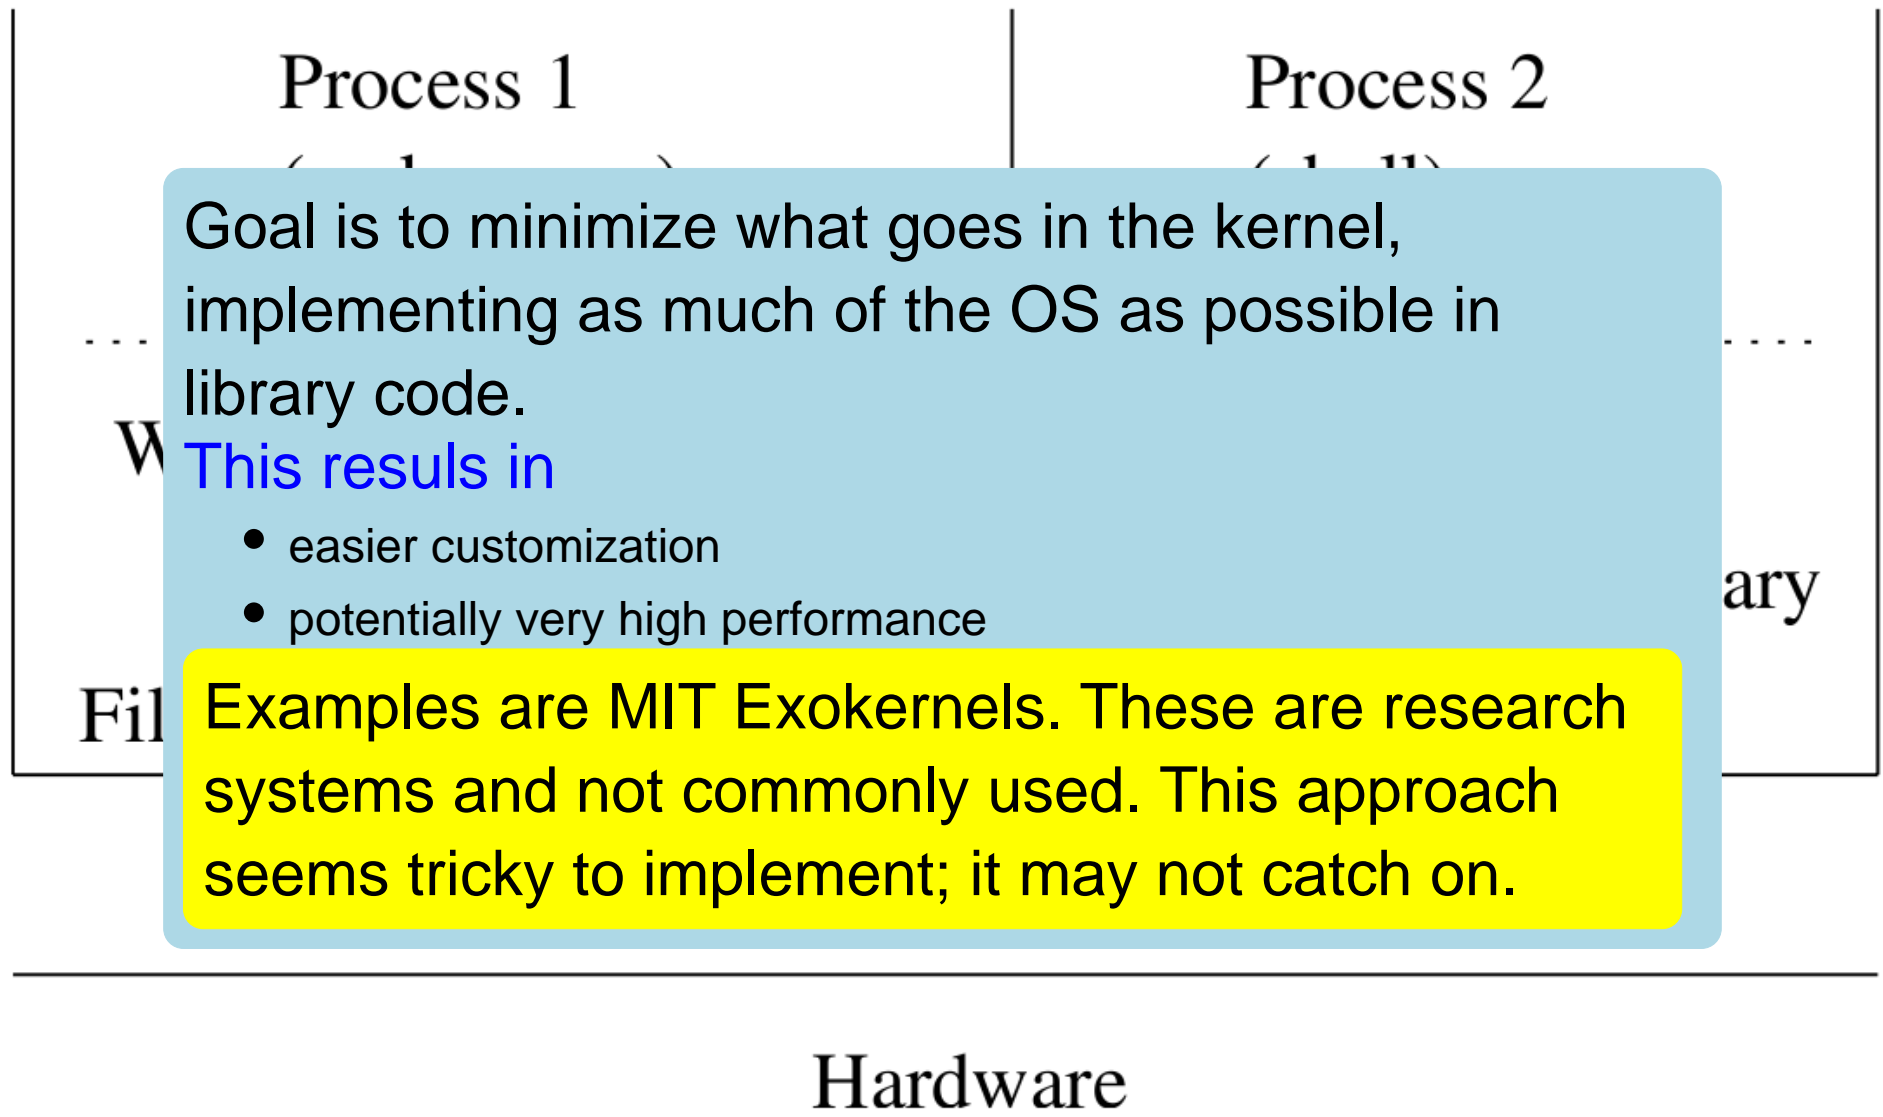 Process 1 Process 2
Goal is to minimize what goes in the kernel,
implementing as much of the OS as possible in
library code.
This resuls in
• easier customization
• potentially very high performance
Examples are MIT Exokernels. These are research
systems and not commonly used. This approach
seems tricky to implement; it may not catch on.
Hardware